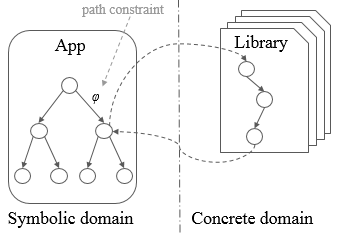 path constraint
App
Library
φ
Symbolic domain
Concrete domain